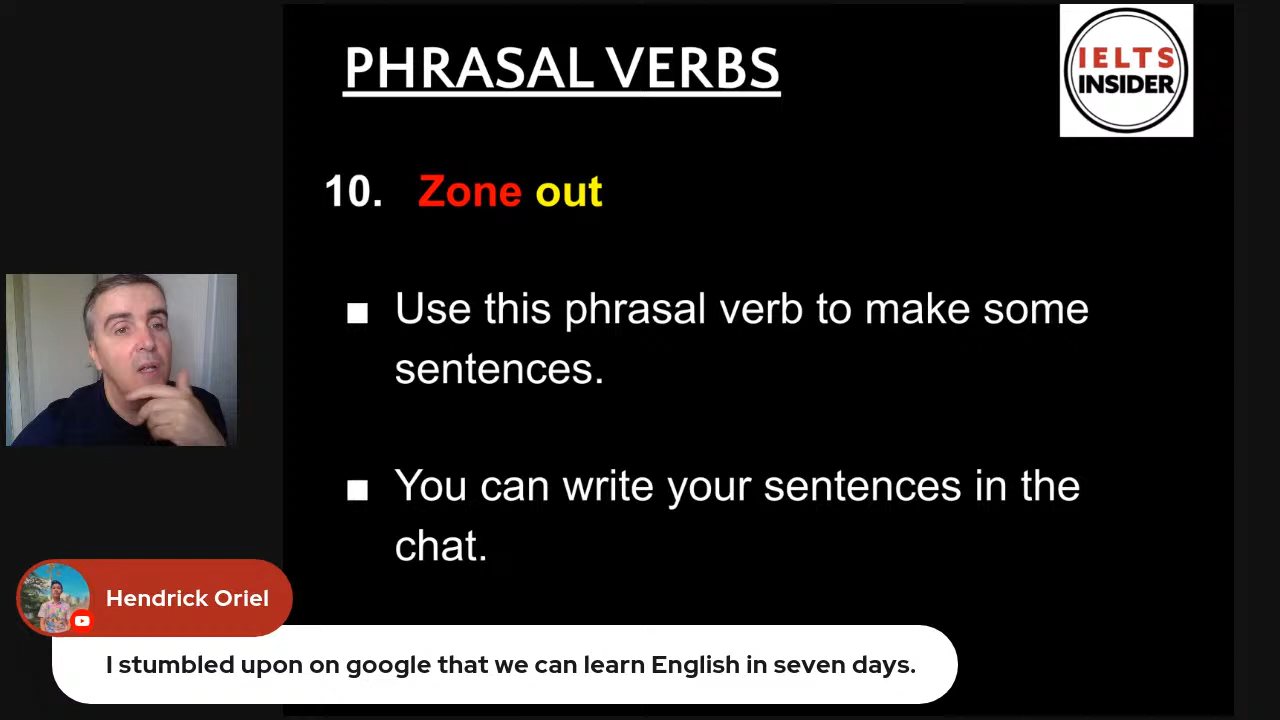 PHRASAL VERBS
IELTS
INSIDER
10. Zone out
■ Use this phrasal verb to make some
sentences.
■ You can write your sentences in the
chat.
Hendrick Oriel
I stumbled upon on google that we can learn English in seven days.